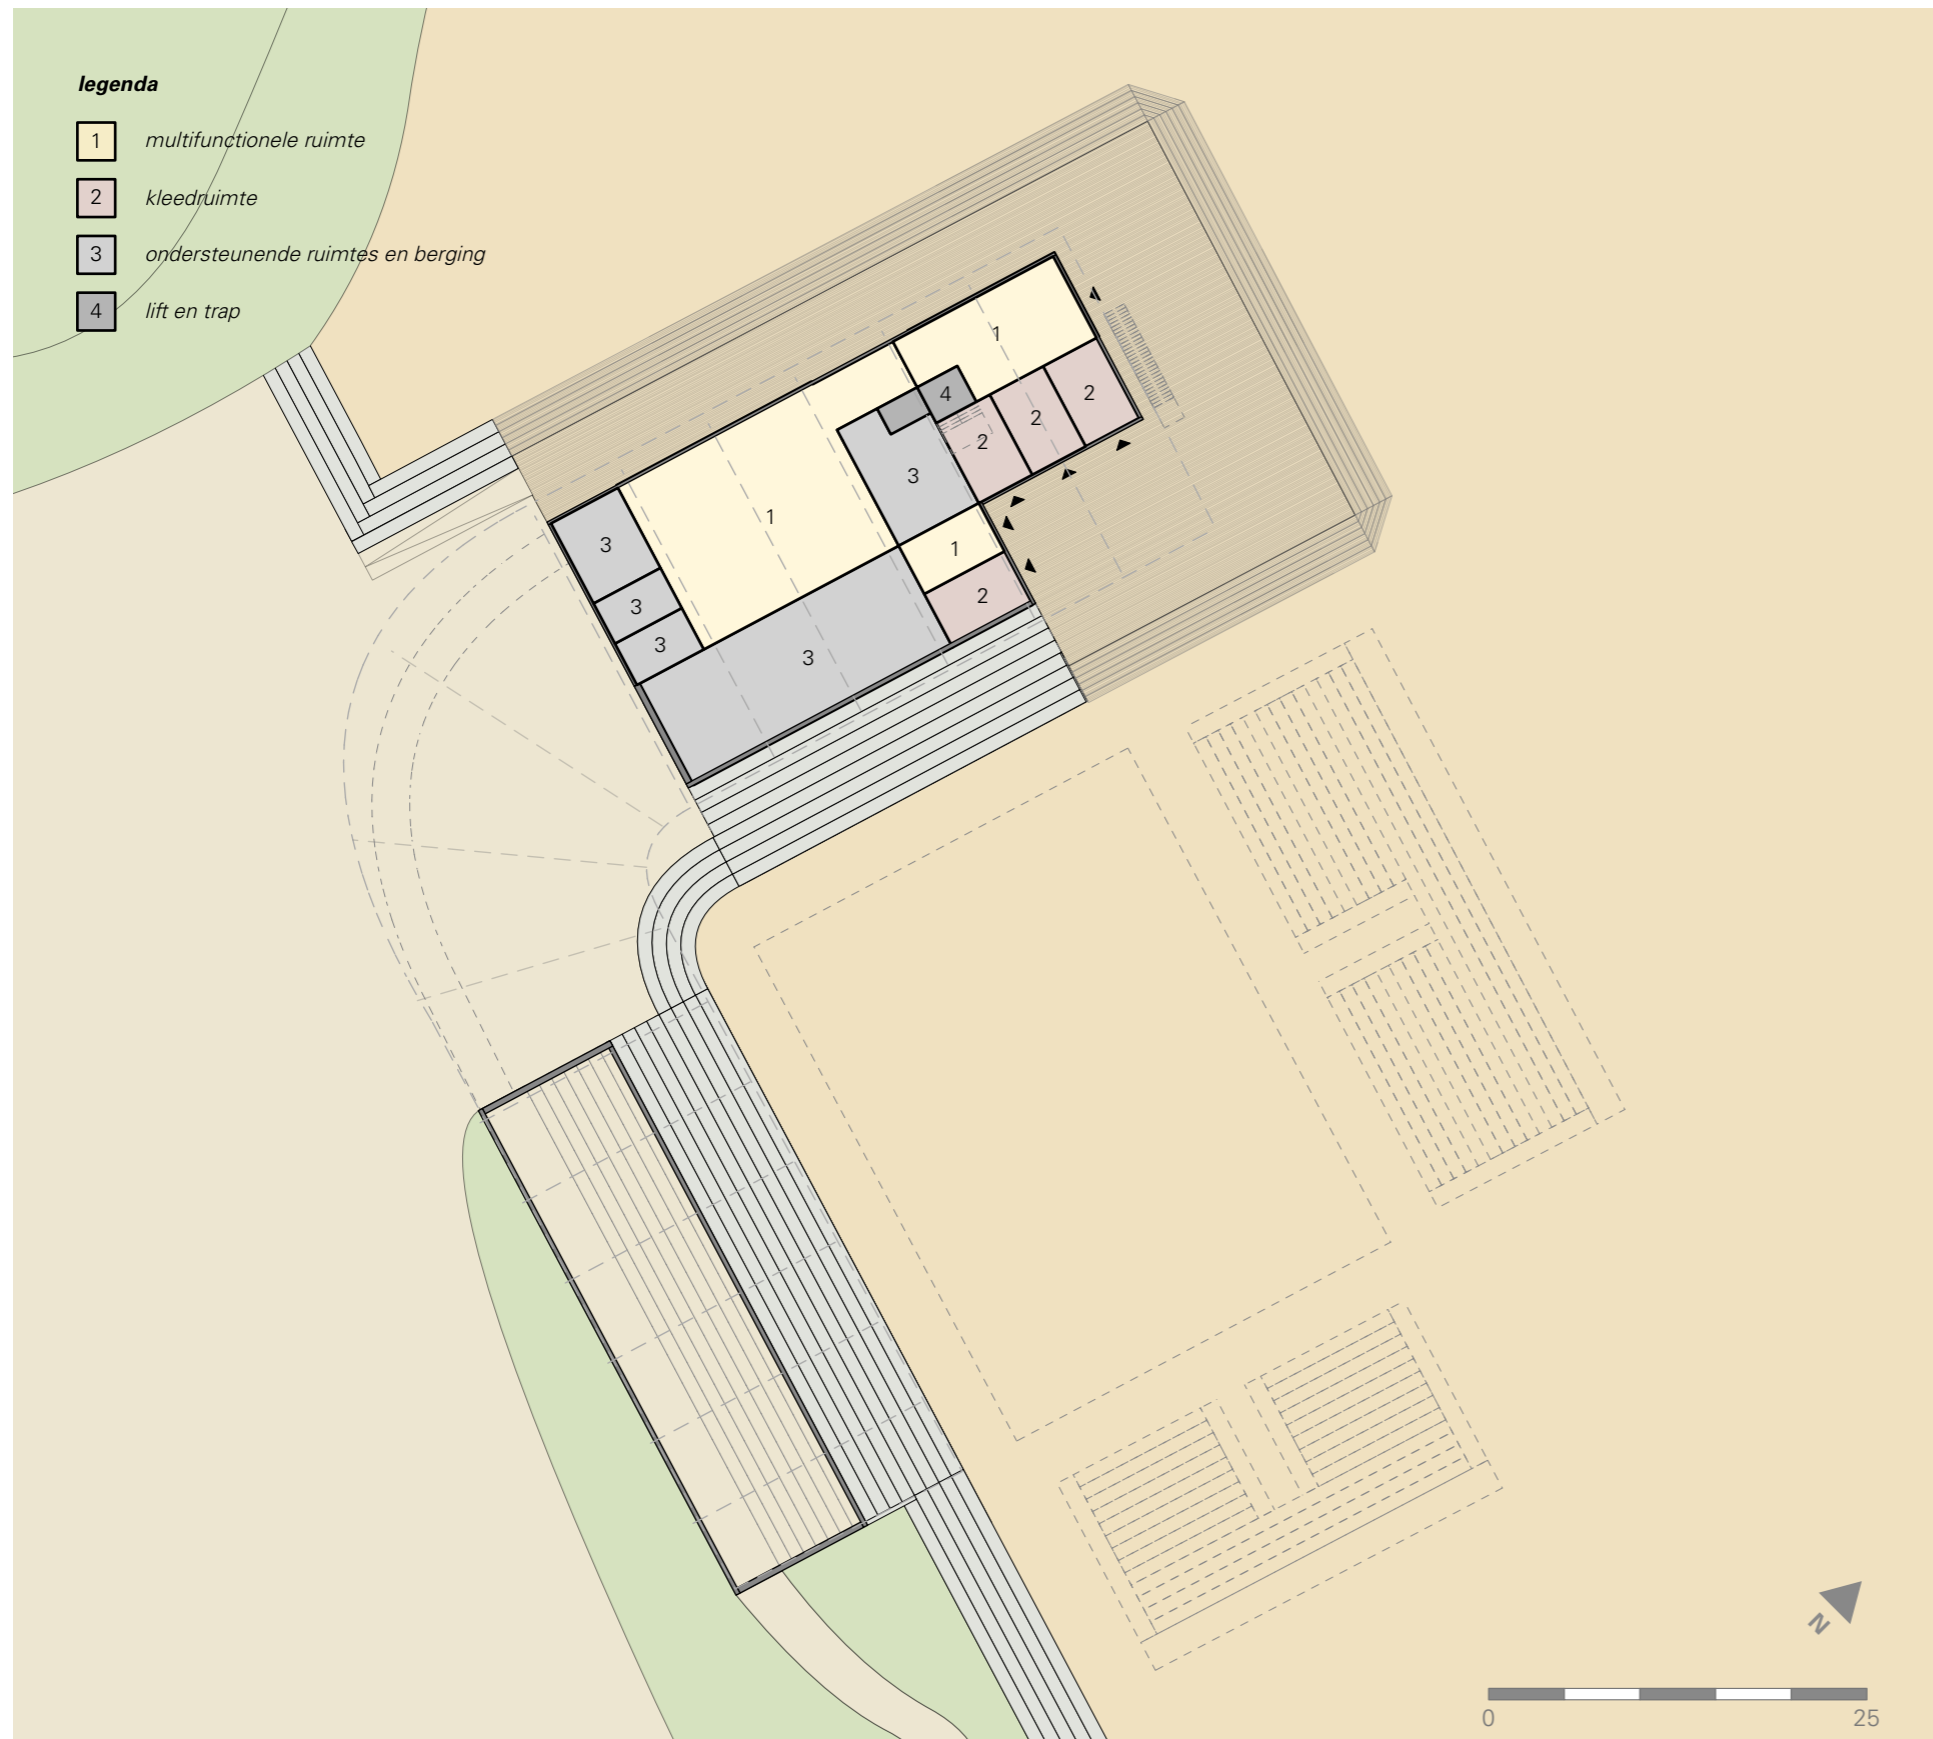 legenda
1 multifunctionele ruimte
2 kleedruimte
3 ondersteunende ruimtes en berging
4 lift en trap
1
4
2
2
2
3
1
3
1
3
2
3
3
N
0 25